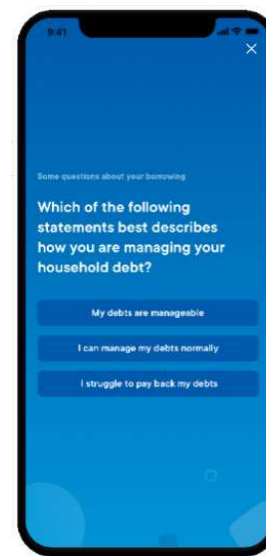 9:41
Some questions about your borrowing
Which of the following
statements best describes
how you are managing your
household debt?
My debts are manageable
I can manage my debts normally
I struggle to pay back my debts